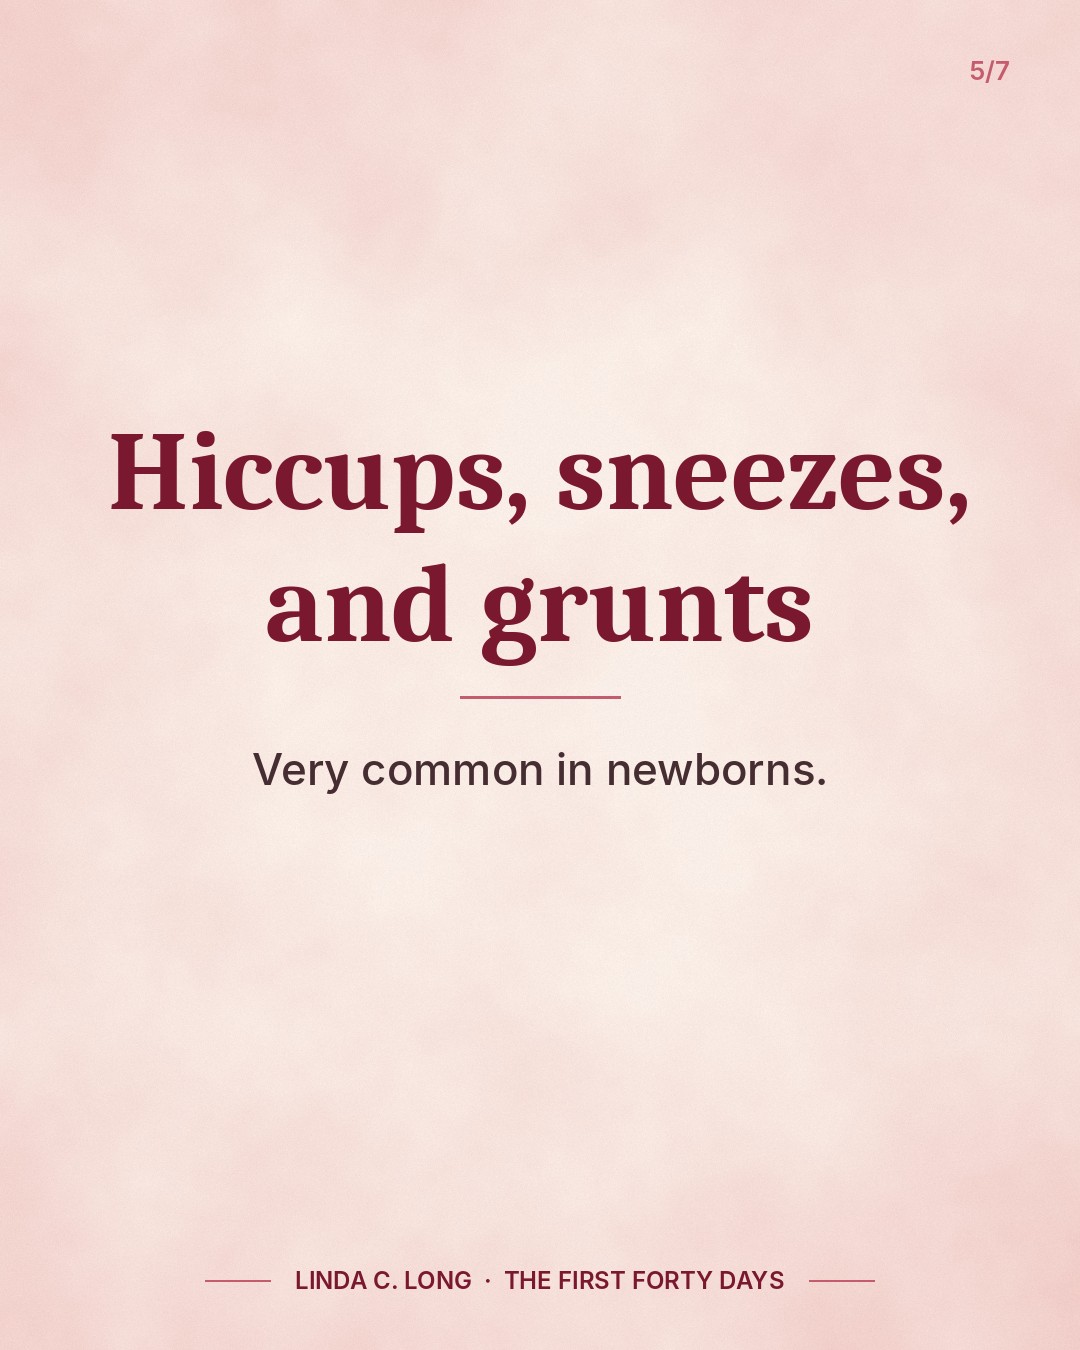 5/7
Hiccups, sneezes,
and grunts
Very common in newborns.
LINDA C. LONG · THE FIRST FORTY DAYS